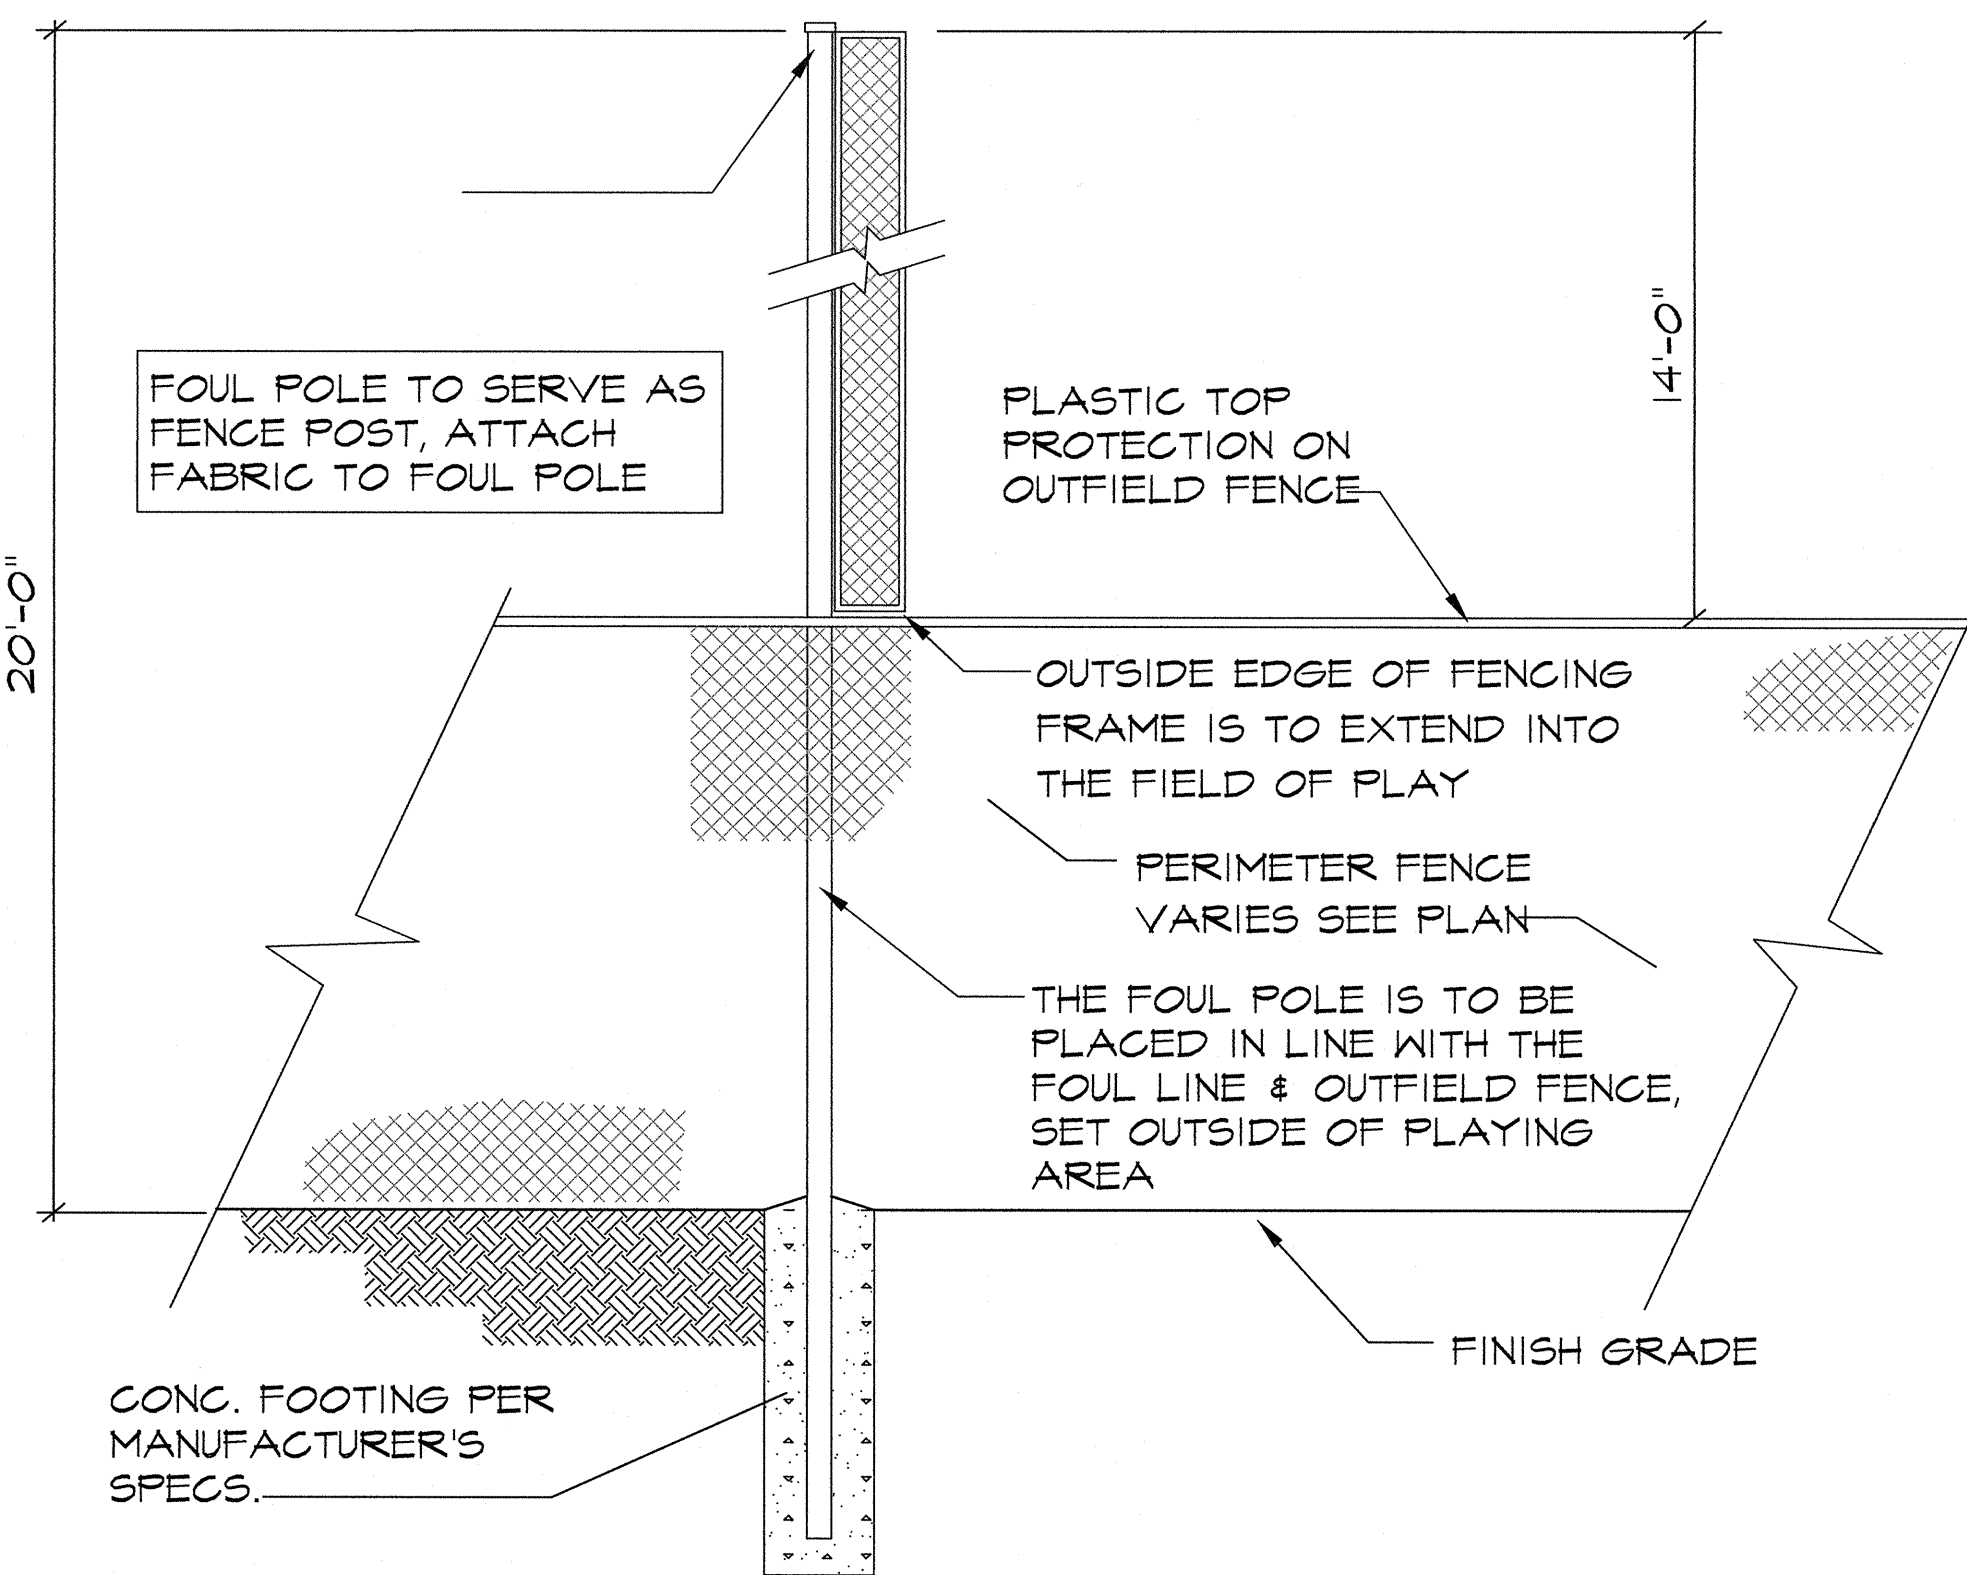 20'-0"
FOUL POLE TO SERVE AS
FENCE POST, ATTACH
FABRIC TO FOUL POLE
14'-0"
PLASTIC TOP
PROTECTION ON
OUTFIELD FENCE
OUTSIDE EDGE OF FENCING
FRAME IS TO EXTEND INTO
THE FIELD OF PLAY
PERIMETER FENCE
VARIES SEE PLAN
THE FOUL POLE IS TO BE
PLACED IN LINE WITH THE
FOUL LINE & OUTFIELD FENCE,
SET OUTSIDE OF PLAYING
AREA
FINISH GRADE
CONC. FOOTING PER
MANUFACTURER'S
SPECS.